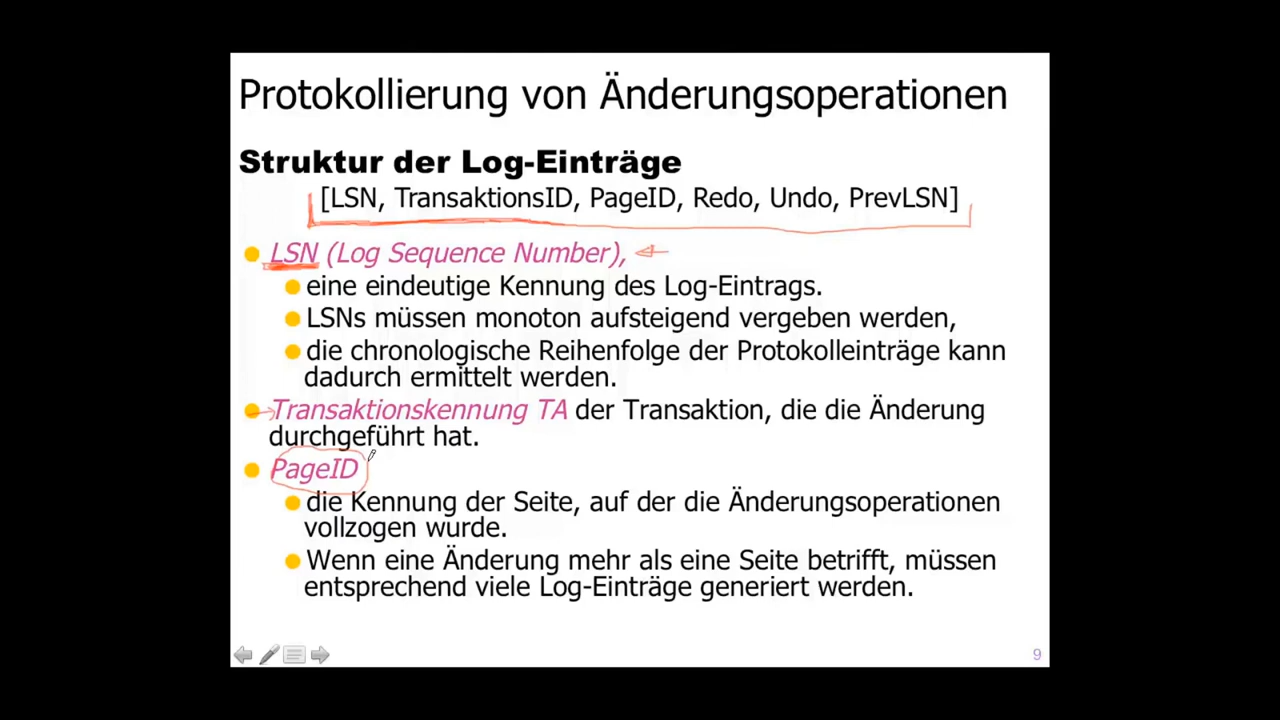 Protokollierung von Änderungsoperationen
Struktur der Log-Einträge
[LSN, TransaktionsID, PageID, Redo, Undo, PrevLSN]
LSN (Log Sequence Number),
eine eindeutige Kennung des Log-Eintrags.
LSNs müssen monoton aufsteigend vergeben werden,
die chronologische Reihenfolge der Protokolleinträge kann
dadurch ermittelt werden.
Transaktionskennung TA der Transaktion, die die Änderung
durchgeführt hat.
PageID
die Kennung der Seite, auf der die Änderungsoperationen
vollzogen wurde.
Wenn eine Änderung mehr als eine Seite betrifft, müssen
entsprechend viele Log-Einträge generiert werden.
9